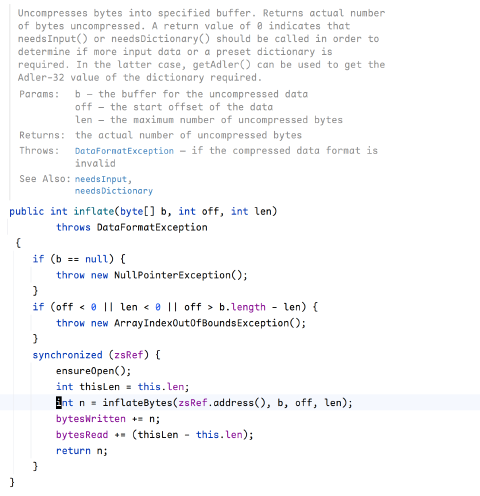 Uncompresses bytes into specified buffer. Returns actual number
of bytes uncompressed. A return value of 0 indicates that
needsInput() or needsDictionary() should be called in order to
determine if more input data or a preset dictionary is
required. In the latter case, getAdler() can be used to get the
Adler-32 value of the dictionary required.
Params: b – the buffer for the uncompressed data
off – the start offset of the data
len – the maximum number of uncompressed bytes
Returns: the actual number of uncompressed bytes
Throws: DataFormatException – if the compressed data format is
invalid
See Also: needsInput,
needsDictionary
public int inflate(byte[] b, int off, int len)
throws DataFormatException
{
if (b == null) {
throw new NullPointerException();
}
if (off < 0 || len < 0 || off > b.length - len) {
throw new ArrayIndexOutOfBoundsException();
}
synchronized (zsRef) {
ensureOpen();
int thisLen = this.len;
int n = inflateBytes(zsRef.address(), b, off, len);
bytesWritten += n;
bytesRead += (thisLen - this.len);
return n;
}
}